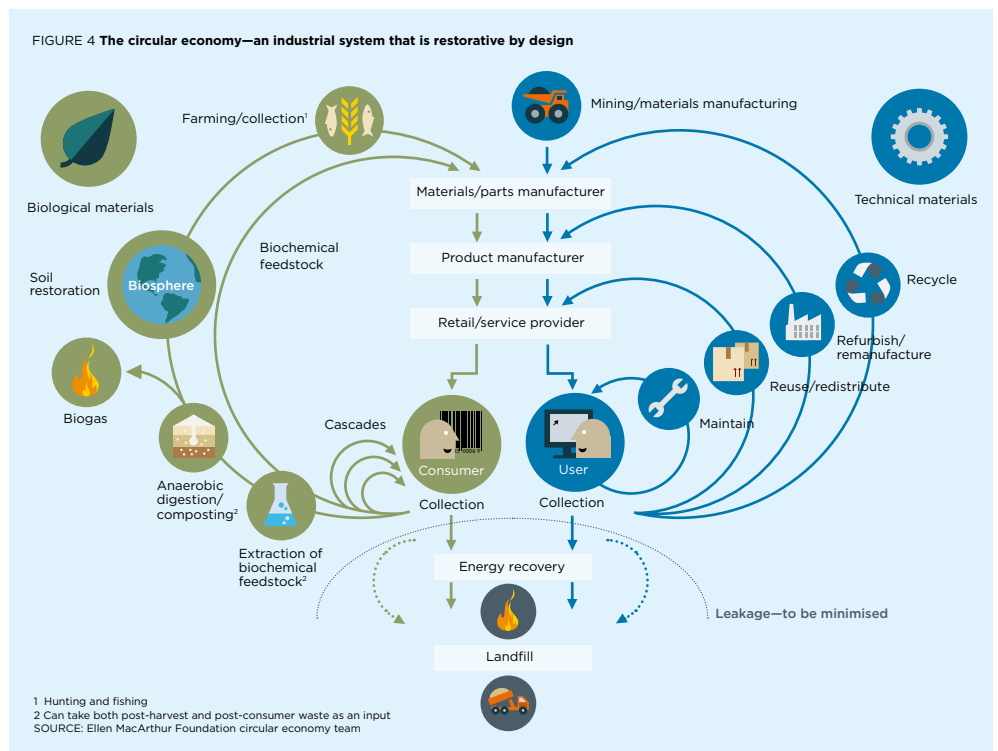 FIGURE 4 The circular economy—an industrial system that is restorative by design
Farming/collection¹
Mining/materials manufacturing
Biological materials
Technical materials
Materials/parts manufacturer
Biochemical
feedstock
Product manufacturer
Soil
restoration
Biosphere
Recycle
Retail/service provider
Refurbish/
remanufacture
Reuse/redistribute
Biogas
Maintain
Cascades
Consumer
User
Collection
Collection
Anaerobic
digestion/
composting²
Extraction of
biochemical
feedstock²
Energy recovery
Leakage—to be minimised
Landfill
1 Hunting and fishing
2 Can take both post-harvest and post-consumer waste as an input
SOURCE: Ellen MacArthur Foundation circular economy team